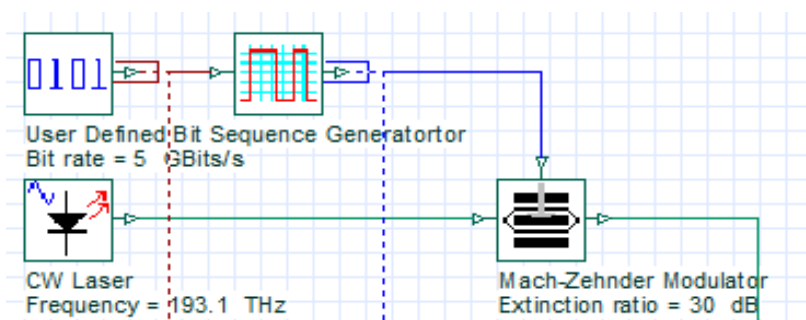 0101
User Defined Bit Sequence Generatortor
Bit rate = 5 GBits/s
CW Laser
Frequency = 193.1 THz
Mach-Zehnder Modulator
Extinction ratio = 30 dB